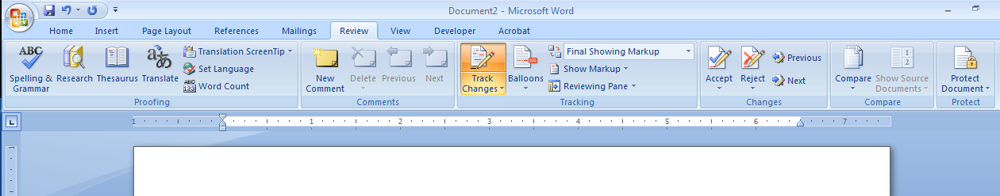 Document2 - Microsoft Word
Home Insert Page Layout References Mailings Review View Developer Acrobat
ABC
Spelling & Grammar
Research
Thesaurus
Translate
Translation ScreenTip
Set Language
ABC 123 Word Count
Proofing
New Comment
Delete
Previous
Next
Comments
Track Changes
Balloons
Final Showing Markup
Show Markup
Reviewing Pane
Tracking
Accept
Reject
Previous
Next
Changes
Compare
Show Source Documents
Compare
Protect Document
Protect
L
1 1 2 3 4 5 6 7
1